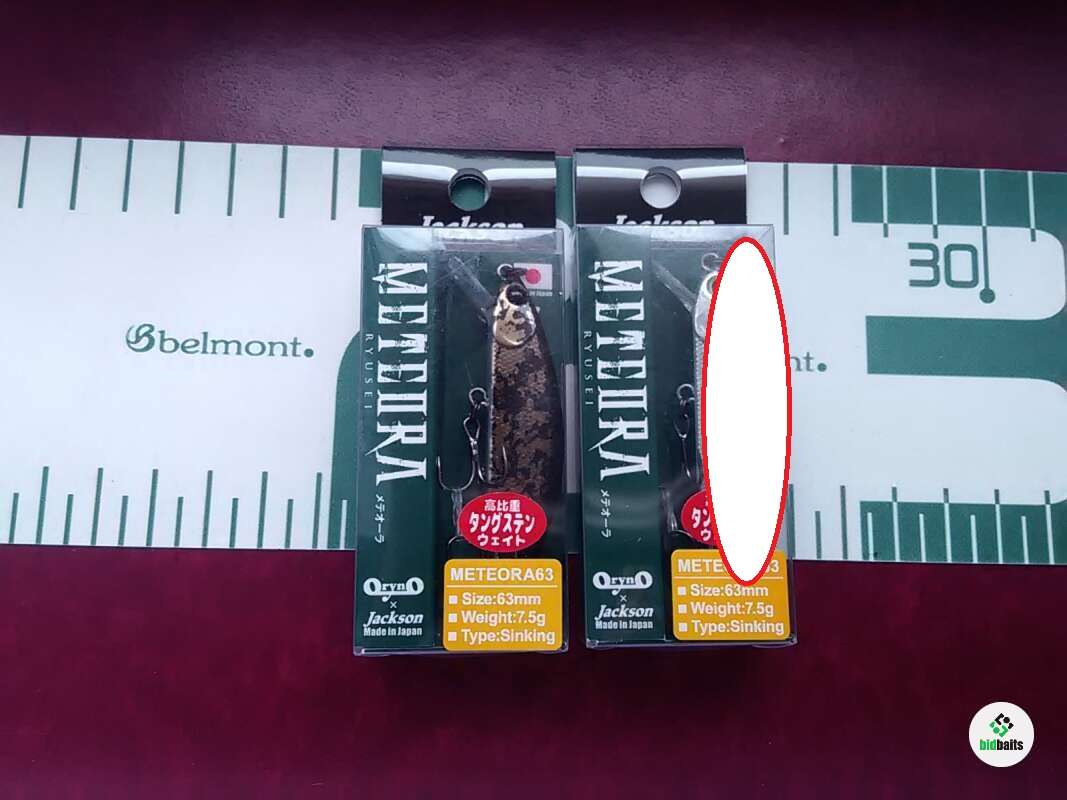 belmont.
30
Jackson
METEORA
RYUSEI
メテオーラ
in Japan
高比重
タングステン
ウェイト
METEORA63
Size:63mm
Weight:7.5g
Type:Sinking
OrynO
×
Jackson
Made in Japan
Jackson
METEORA
RYUSEI
メテオーラ
Size:63mm
Weight:7.5g
Type:Sinking
OrynO
×
Jackson
Made in Japan
bidbaits